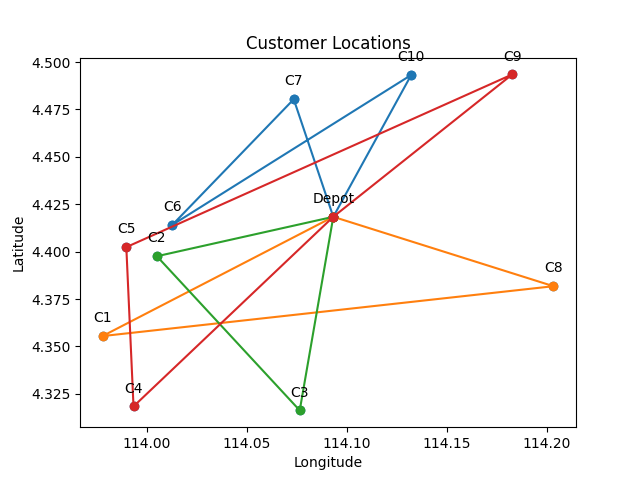 Customer Locations
4.500
4.475
4.450
4.425
4.400
4.375
4.350
4.325
Latitude
C10
C9
C7
Depot
C6
C5
C2
C8
C1
C4
C3
114.00
114.05
114.10
114.15
114.20
Longitude